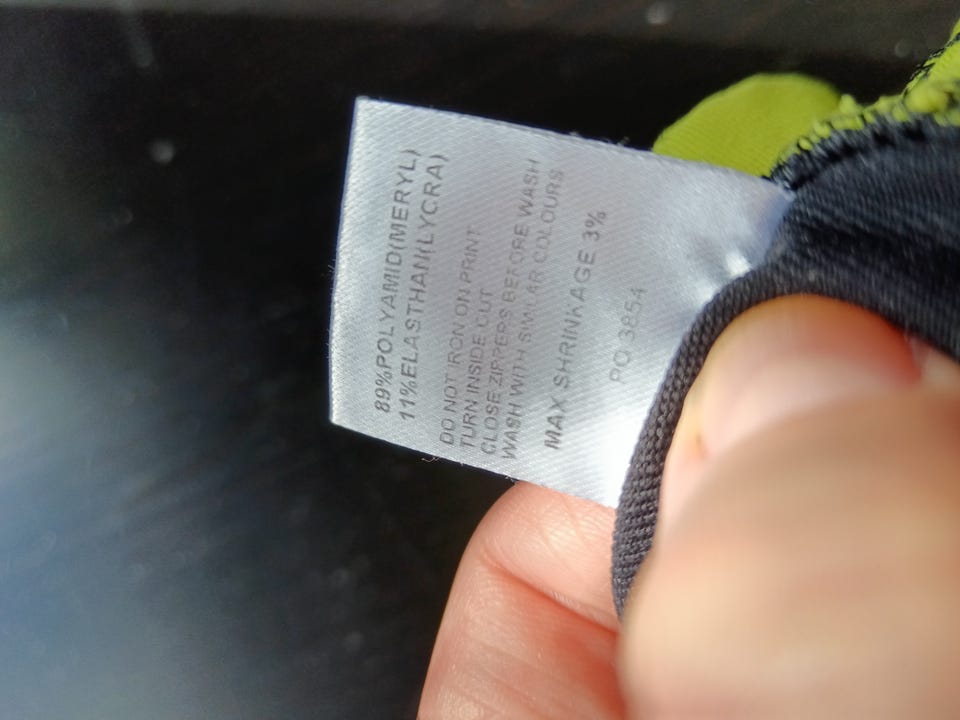 89%POLYAMID(MERYL)
11%ELASTHAN(LYCRA)
DO NOT IRON ON PRINT
TURN INSIDE OUT
CLOSE ZIPPERS BEFORE WASH
WASH WITH SIMILAR COLOURS
MAX SHRINKAGE 3%
PO 3854